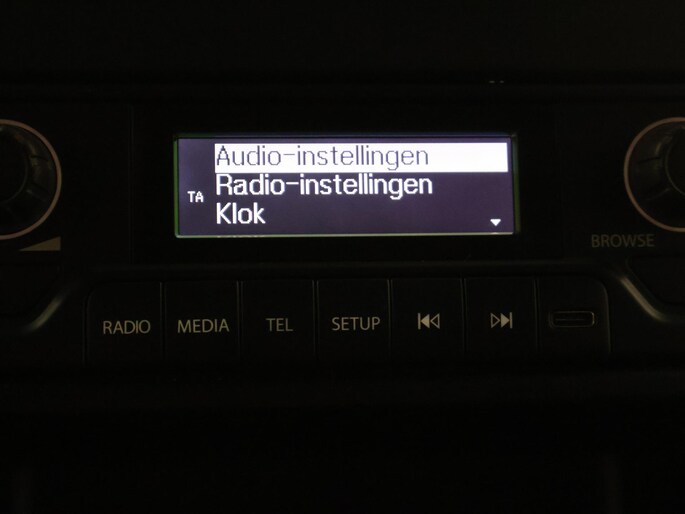 Audio-instellingen
TA Radio-instellingen
Klok
BROWSE
RADIO MEDIA TEL SETUP